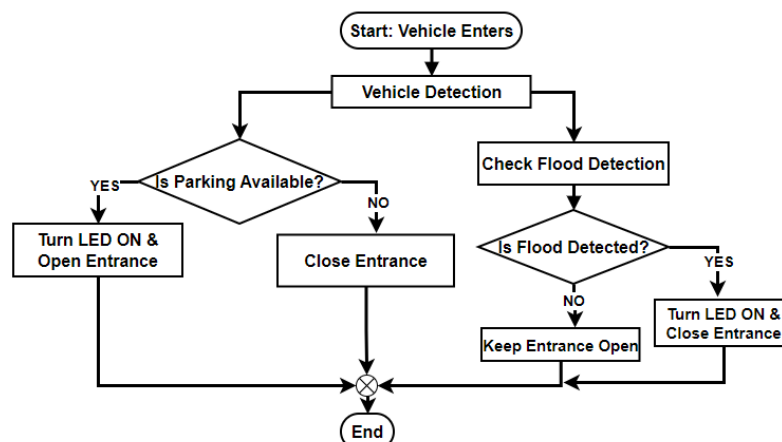 Start: Vehicle Enters
Vehicle Detection
Is Parking Available?
YES
NO
Turn LED ON &
Open Entrance
Close Entrance
Check Flood Detection
Is Flood Detected?
YES
NO
Turn LED ON &
Close Entrance
Keep Entrance Open
End